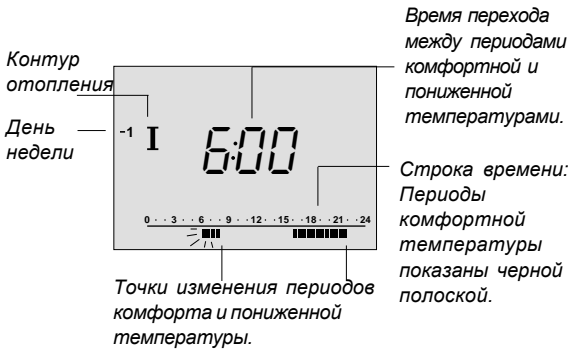 Время перехода
между периодами
комфортной и
пониженной
температурами.
Контур
отопления
День
недели
-1 I 6:00
Строка времени:
Периоды
комфортной
температуры
показаны черной
полоской.
0 · · 3 · · 6 · · 9 · · 12 · · 15 · · 18 · · 21 · · 24
Точки изменения периодов
комфорта и пониженной
температуры.